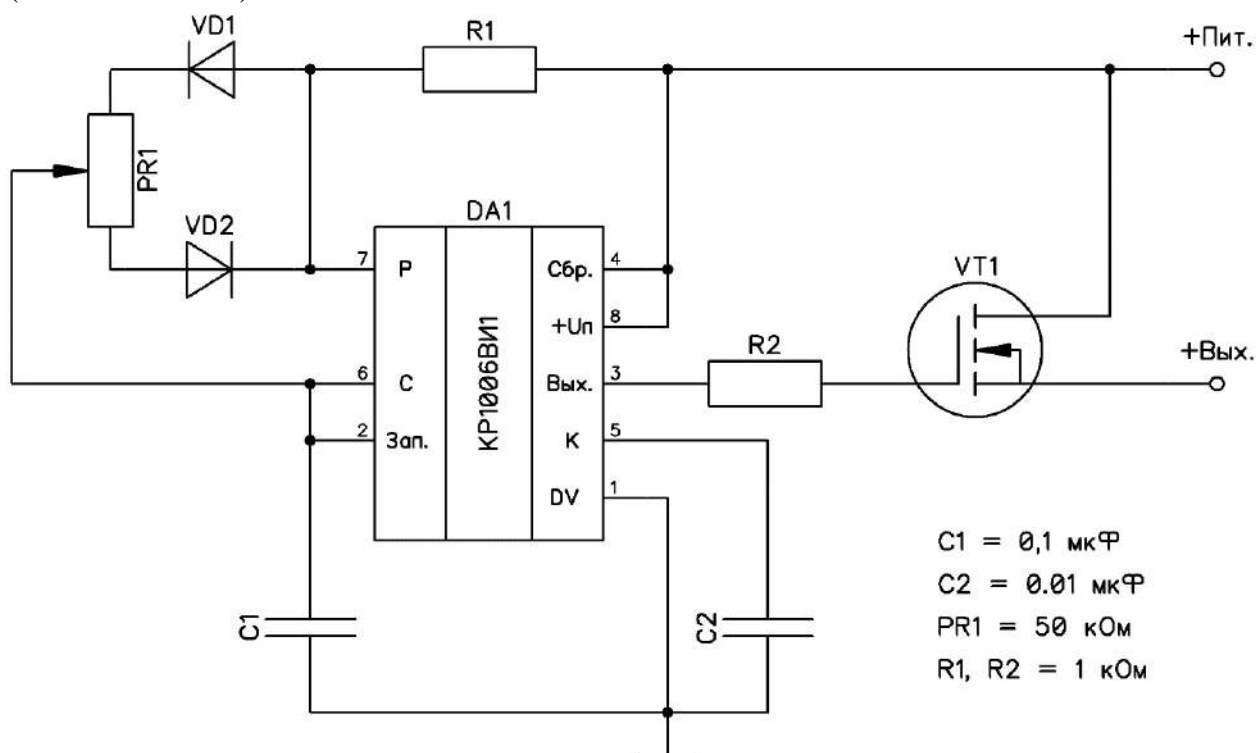 VD1
R1
+Пит.
PR1
VD2
DA1
7 Р
Сбр. 4
VT1
+Uп 8
КР1006ВИ1
R2
+Вых.
6 С
Вых. 3
2 Зап.
К 5
DV 1
C1
C2
C1 = 0,1 мкФ
C2 = 0.01 мкФ
PR1 = 50 кОм
R1, R2 = 1 кОм